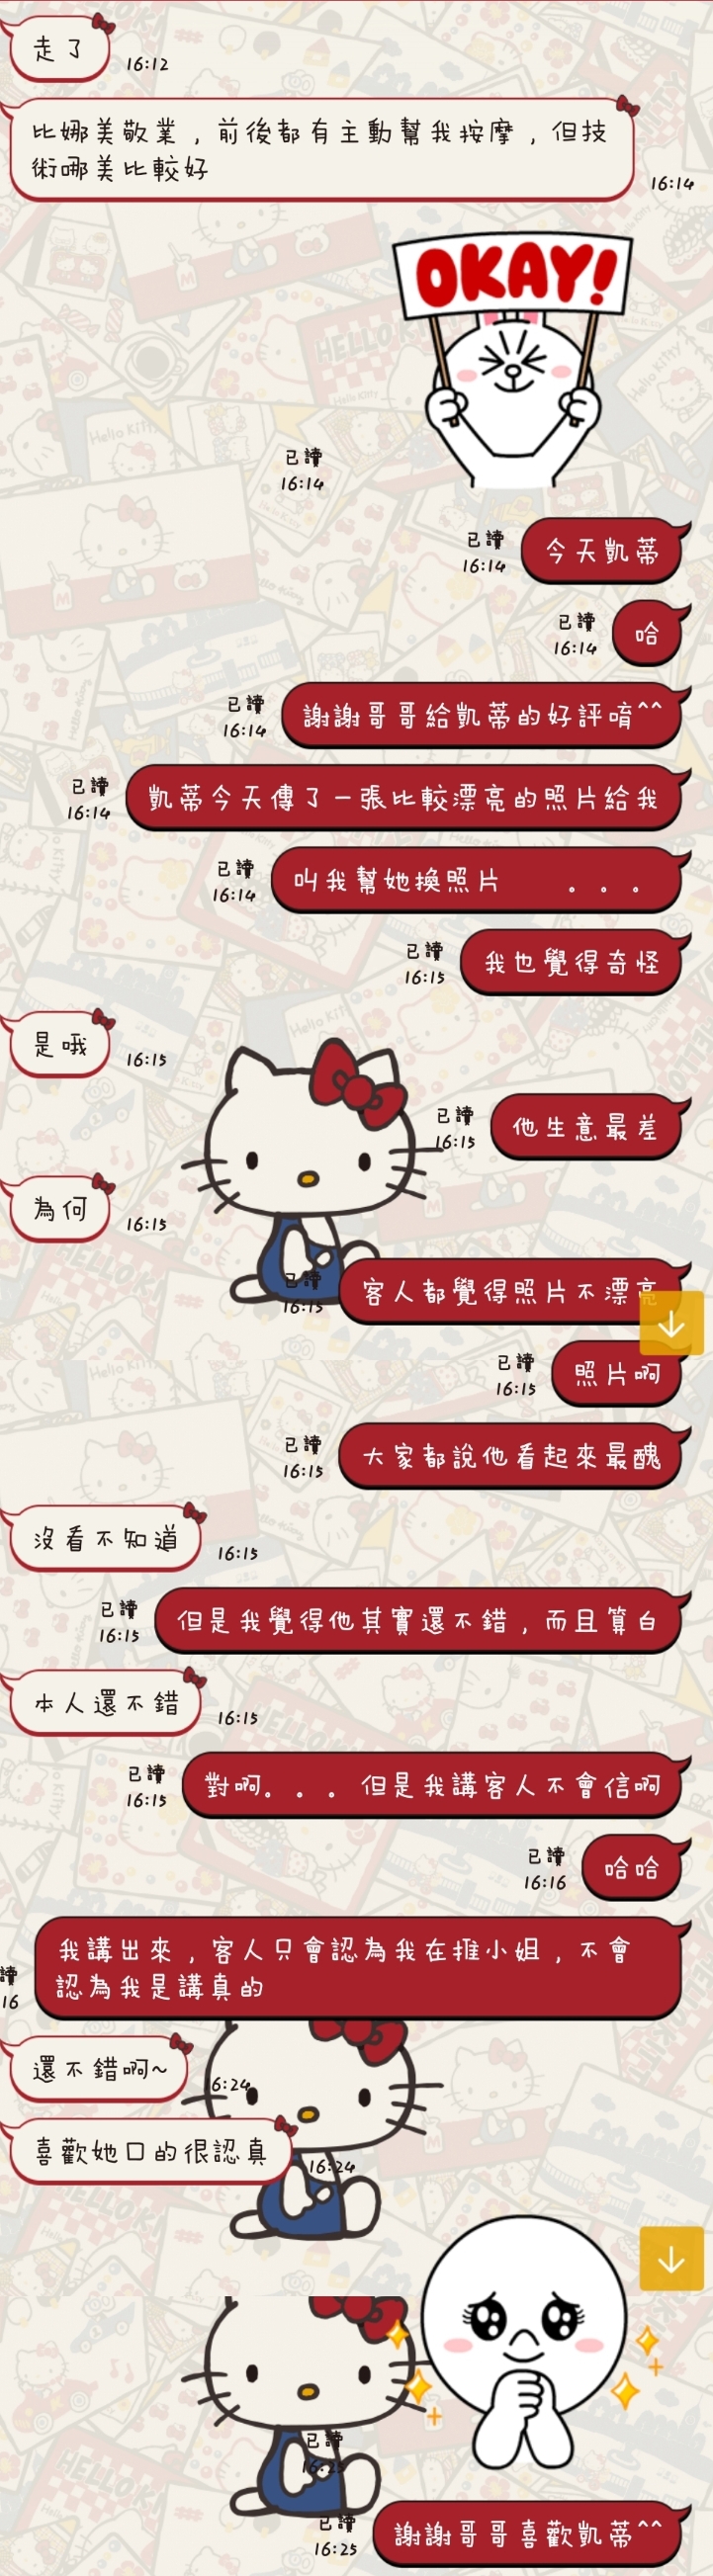 走了
16:12
比娜美敬業，前後都有主動幫我按摩，但技
術哪美比較好
16:14
OKAY!
已讀
16:14
今天凱蒂
已讀
16:14
哈
已讀
16:14
謝謝哥哥給凱蒂的好評唷^^
已讀
16:14
凱蒂今天傳了一張比較漂亮的照片給我
已讀
16:14
叫我幫她換照片 。。。
已讀
16:14
我也覺得奇怪
已讀
16:15
是哦
16:15
他生意最差
已讀
16:15
為何
16:15
客人都覺得照片不漂亮
已讀
16:15
照片啊
已讀
16:15
大家都說他看起來最醜
已讀
16:15
沒看不知道
16:15
但是我覺得他其實還不錯，而且算白
已讀
16:15
本人還不錯
16:15
對啊。。。但是我講客人不會信啊
已讀
16:15
哈哈
已讀
16:16
我講出來，客人只會認為我在推小姐，不會
認為我是講真的
讀
16
還不錯啊~
16:24
喜歡她口的很認真
16:24
已讀
16:25
謝謝哥哥喜歡凱蒂^^
已讀
16:25